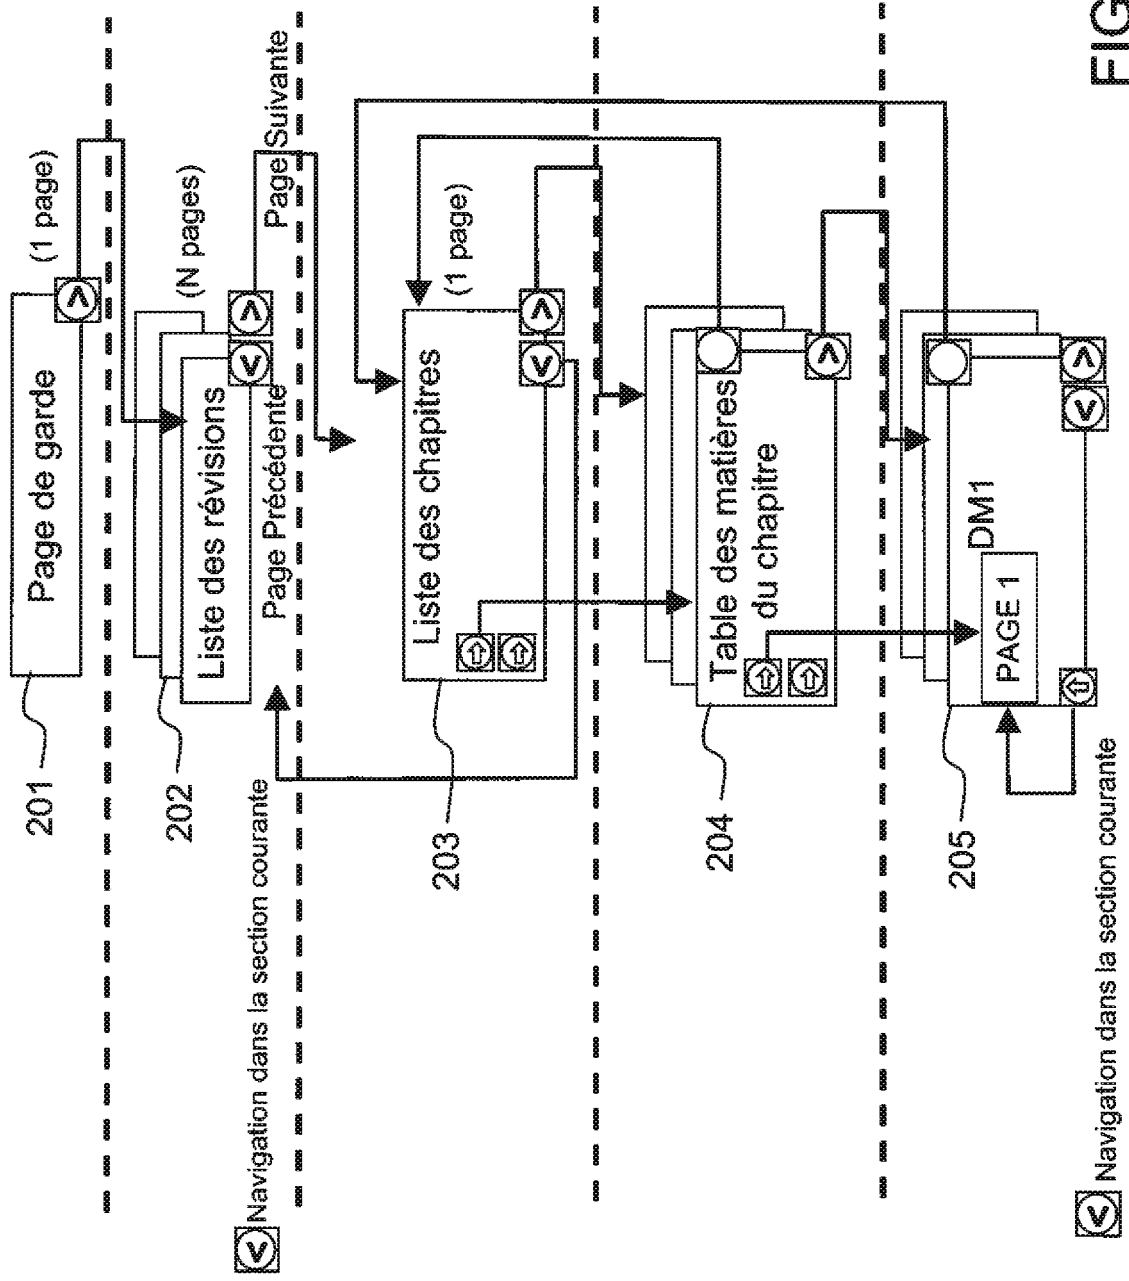 Page de garde
(1 page)
201
Liste des révisions
(N pages)
202
Page Précédente
Page Suivante
Navigation dans la section courante
Liste des chapitres
(1 page)
203
Table des matières
du chapitre
204
DM1
PAGE 1
205
Navigation dans la section courante
FIG